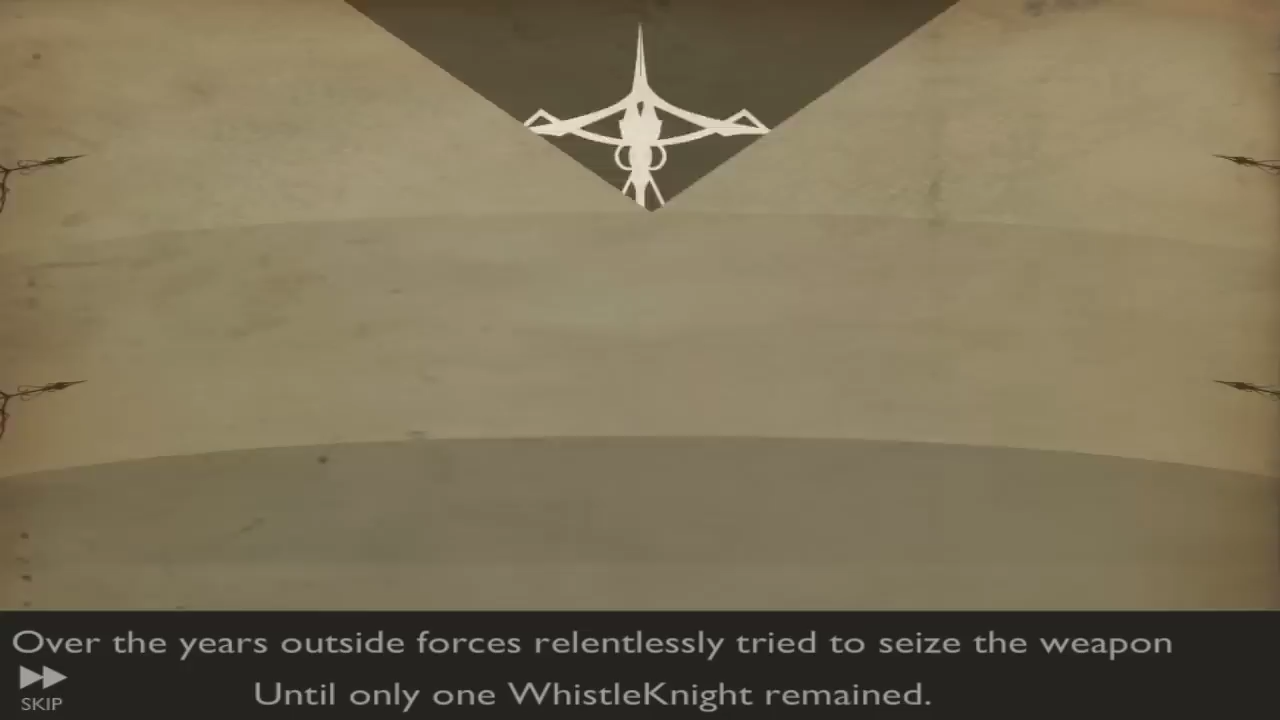 Over the years outside forces relentlessly tried to seize the weapon
Until only one WhistleKnight remained.
SKIP